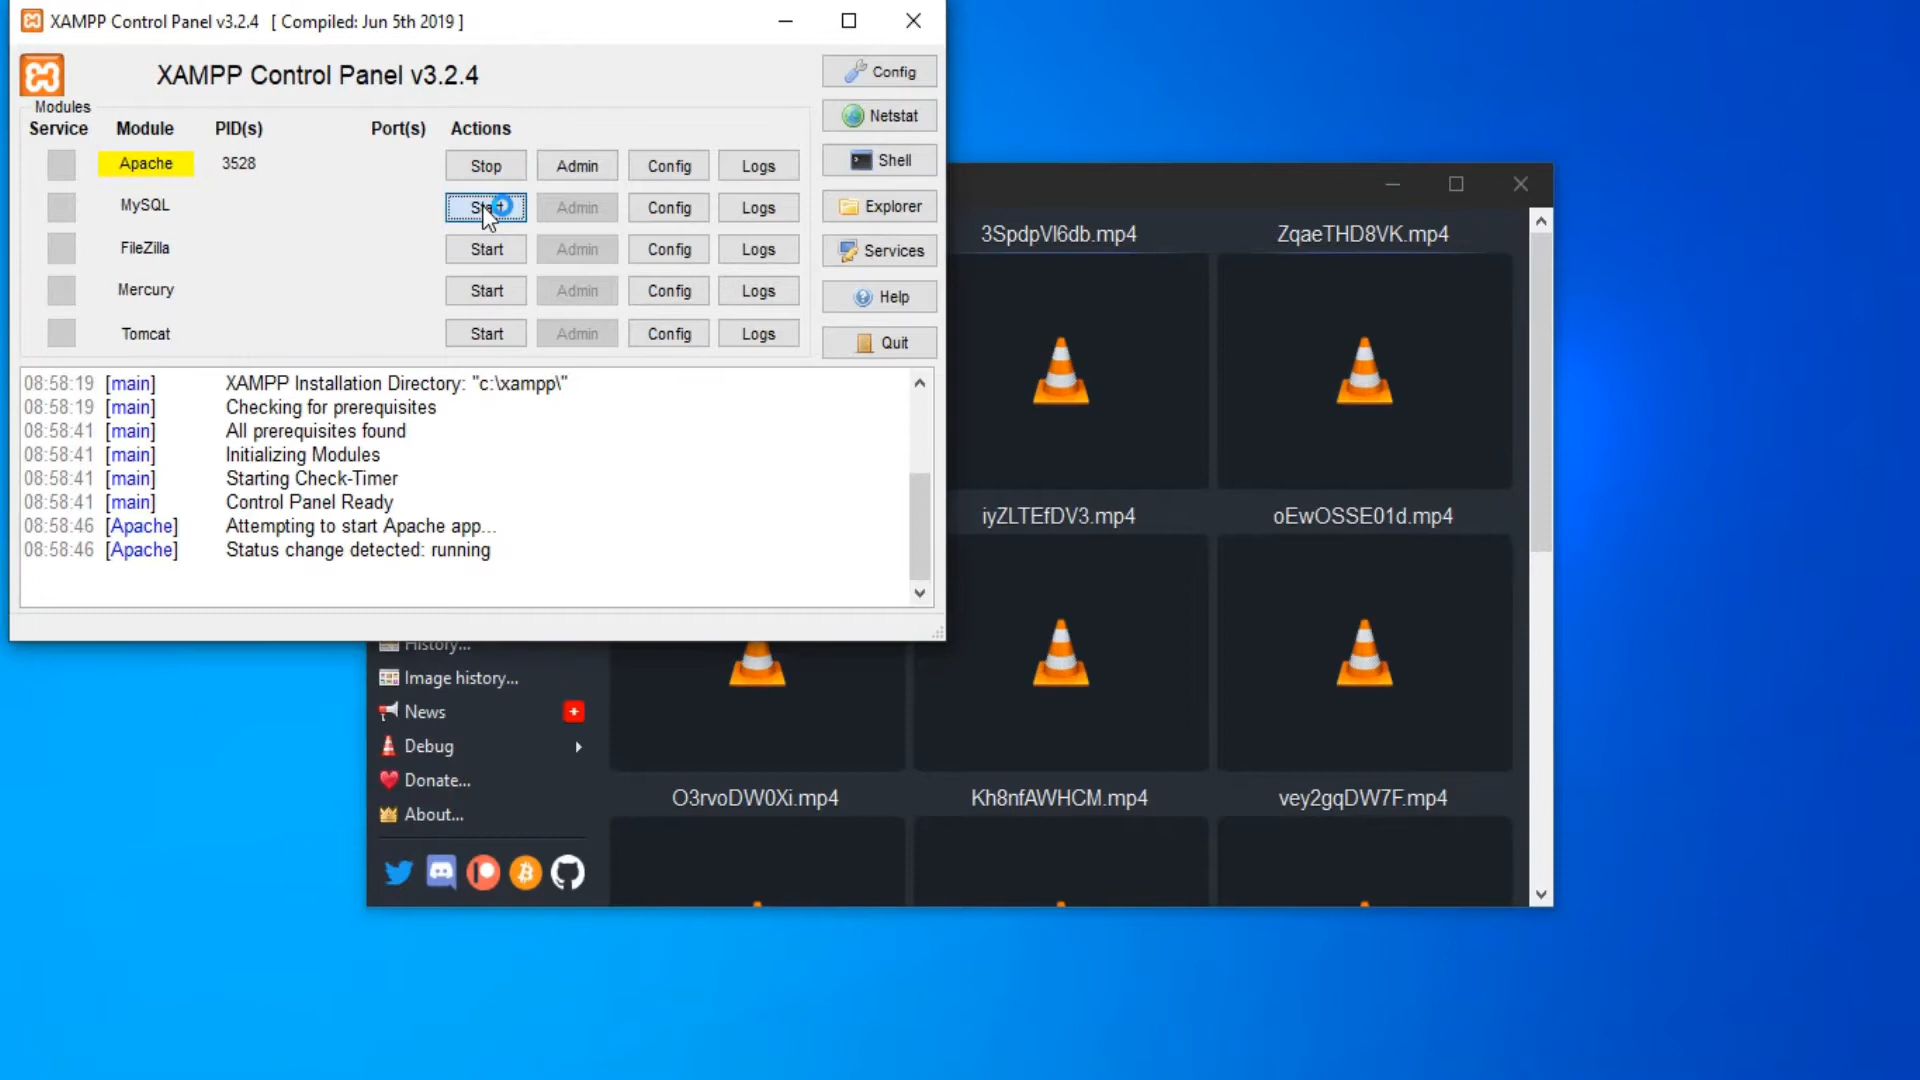 XAMPP Control Panel v3.2.4 [ Compiled: Jun 5th 2019 ]
XAMPP Control Panel v3.2.4
Config
Modules
Service Module PID(s) Port(s) Actions
Netstat
Apache 3528 Stop Admin Config Logs
Shell
MySQL Admin Config Logs
Explorer
FileZilla Start Admin Config Logs
Services
Mercury Start Admin Config Logs
Help
Tomcat Start Admin Config Logs
Quit
08:58:19 [main] XAMPP Installation Directory: "c:\xampp\"
08:58:19 [main] Checking for prerequisites
08:58:41 [main] All prerequisites found
08:58:41 [main] Initializing Modules
08:58:41 [main] Starting Check-Timer
08:58:41 [main] Control Panel Ready
08:58:46 [Apache] Attempting to start Apache app...
08:58:46 [Apache] Status change detected: running
3SpdpVl6db.mp4 ZqaeTHD8VK.mp4
iyZLTEfDV3.mp4 oEwOSSE01d.mp4
History...
Image history...
News
Debug
Donate...
About...
O3rvoDW0Xi.mp4 Kh8nfAWHCM.mp4 vey2gqDW7F.mp4